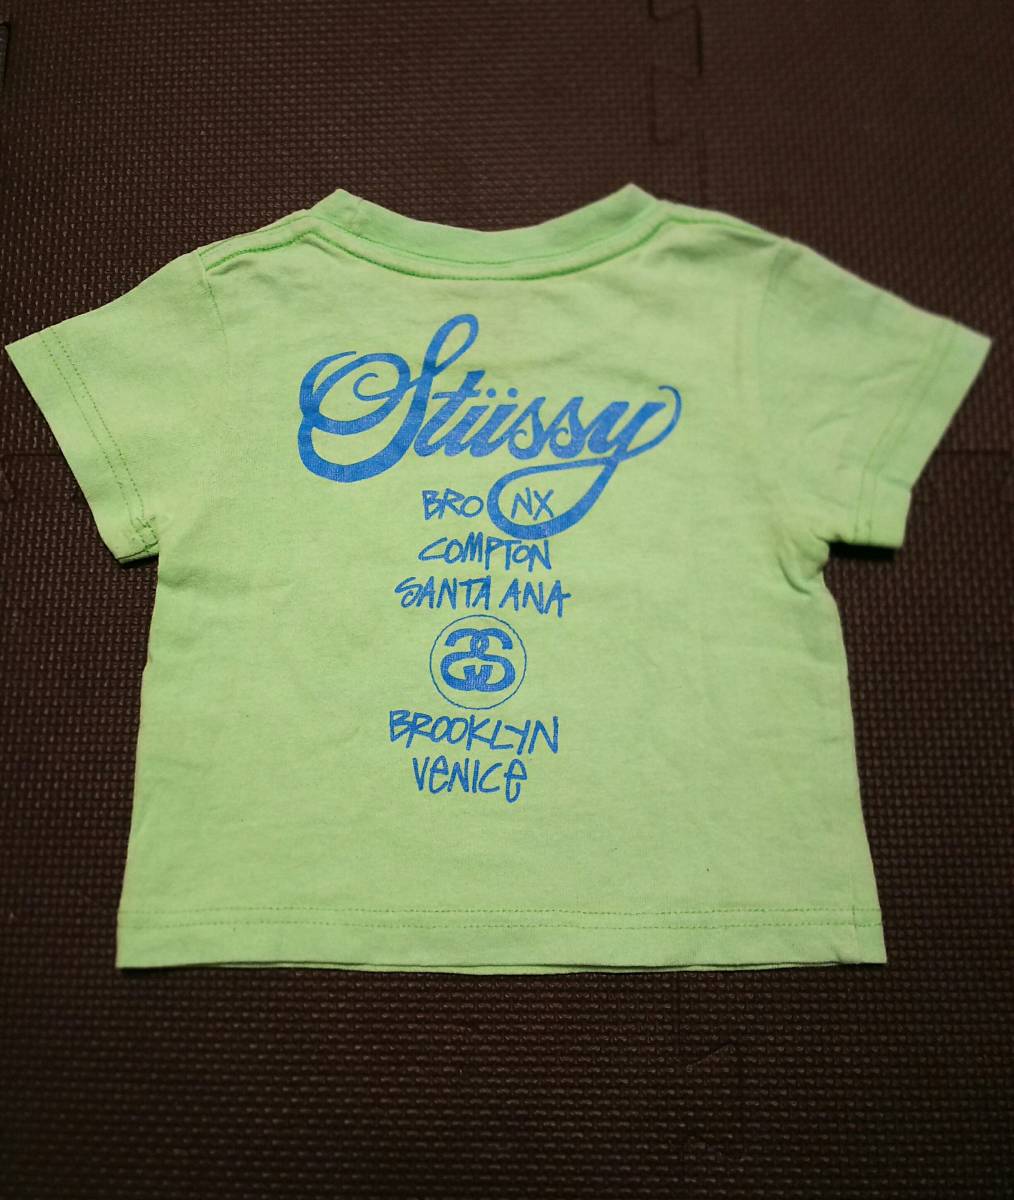 Stüssy
BRONX
COMPTON
SANTA ANA
SS
BROOKLYN
VENICE